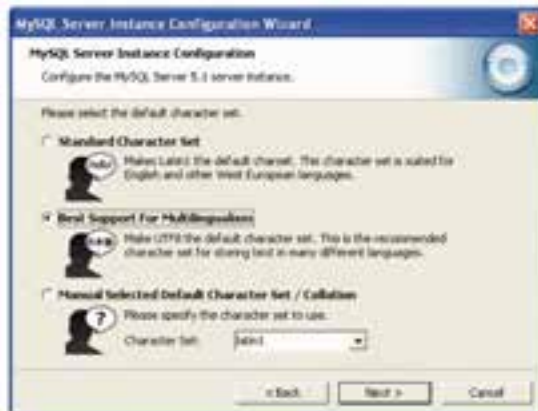 MySQL Server Instance Configuration Wizard
MySQL Server Instance Configuration
Configure the MySQL Server 5.1 server instance.
Please select the default character set.
Standard Character Set
Makes Latin1 the default charset. This character set is suited for
English and other West European languages.
Best Support For Multilingualism
Make UTF8 the default character set. This is the recommended
character set for storing text in many different languages.
Manual Selected Default Character Set / Collation
?
Please specify the character set to use.
Character Set:
latin1
< Back
Next >
Cancel